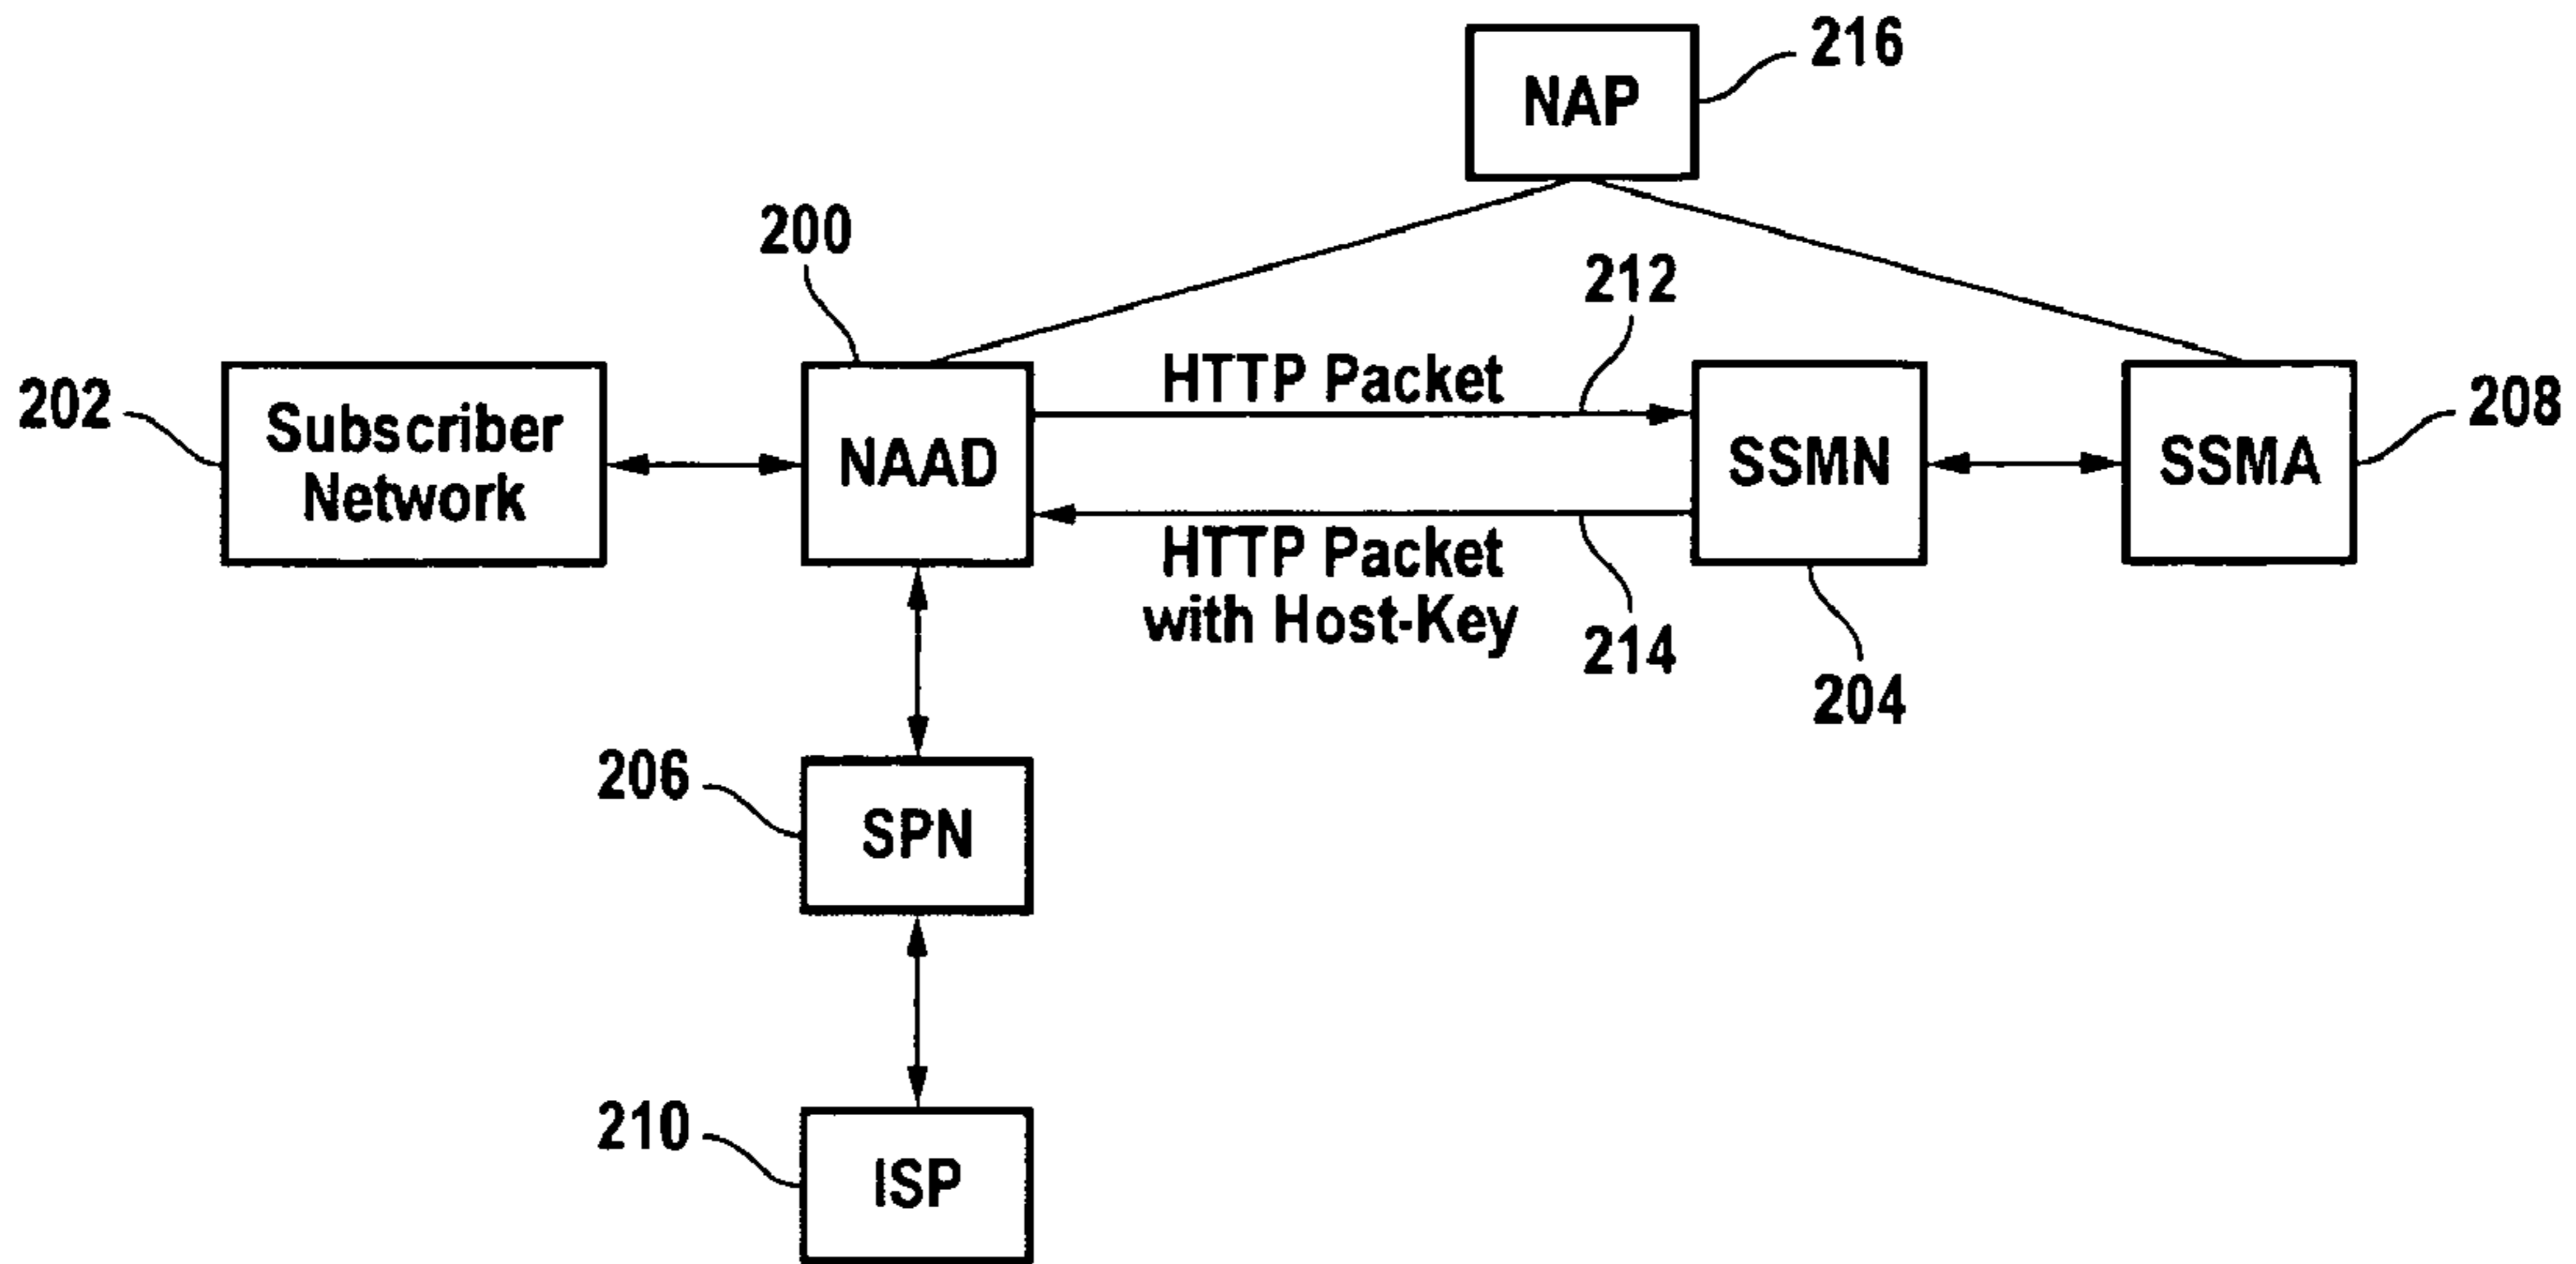 NAP
216
200
212
HTTP Packet
202
Subscriber
Network
NAAD
SSMN
SSMA
208
HTTP Packet
with Host-Key
214
204
206
SPN
210
ISP